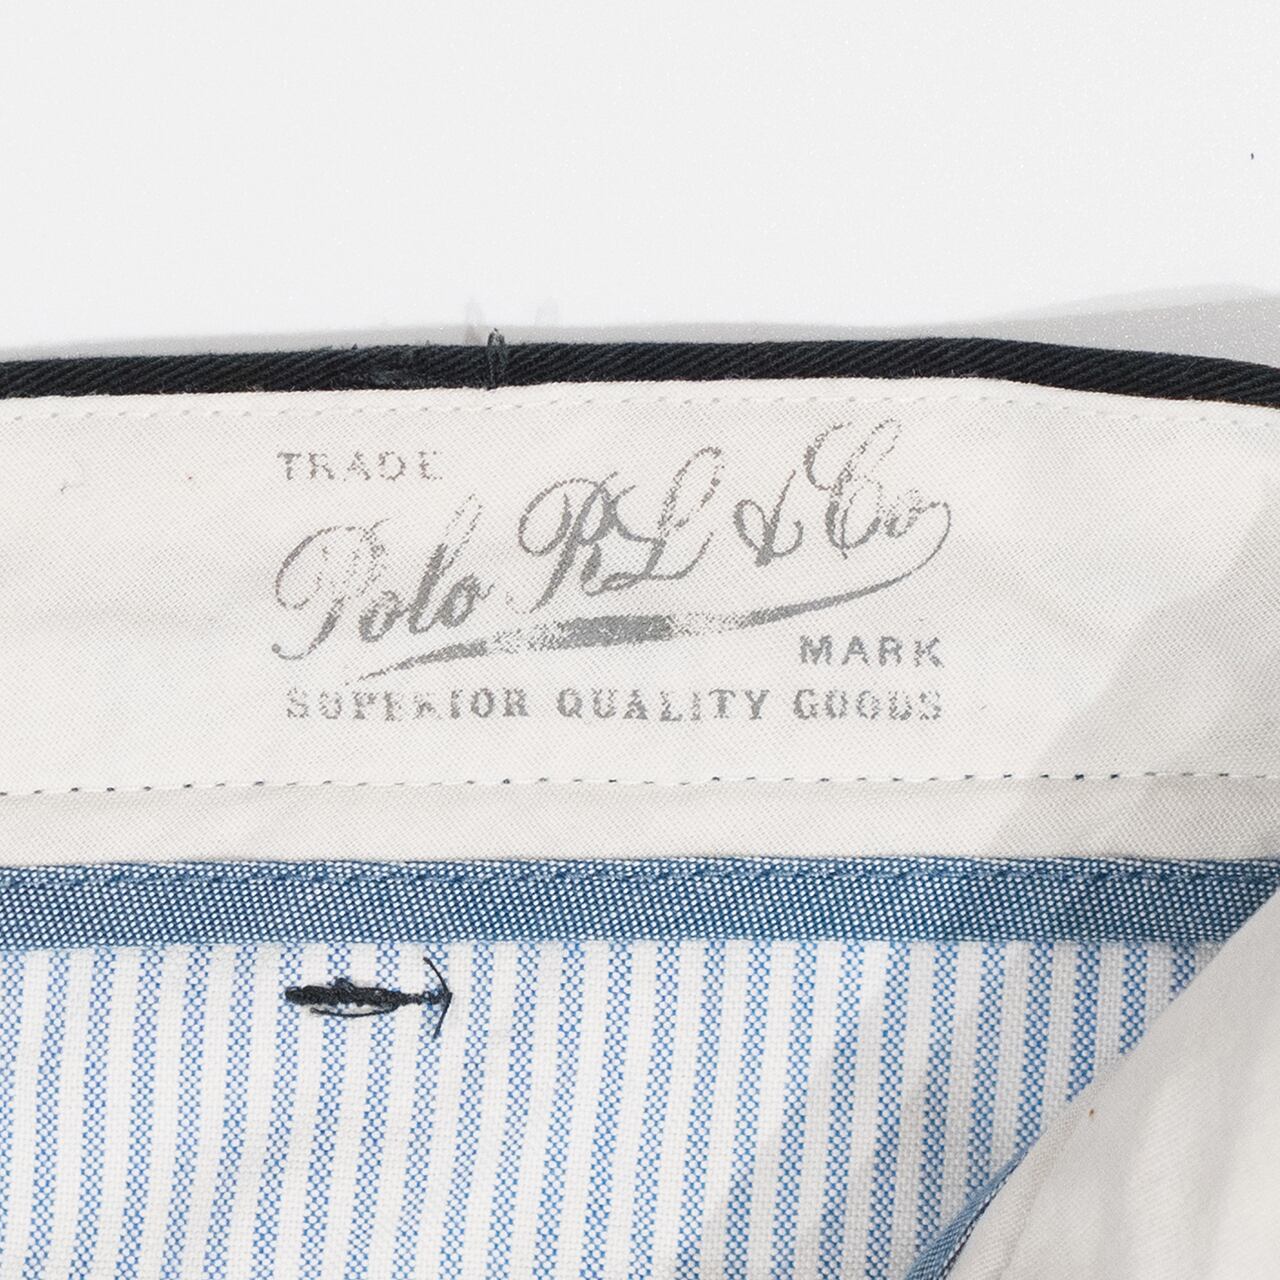 TRADE
Polo RL & Co
MARK
SUPERIOR QUALITY GOODS